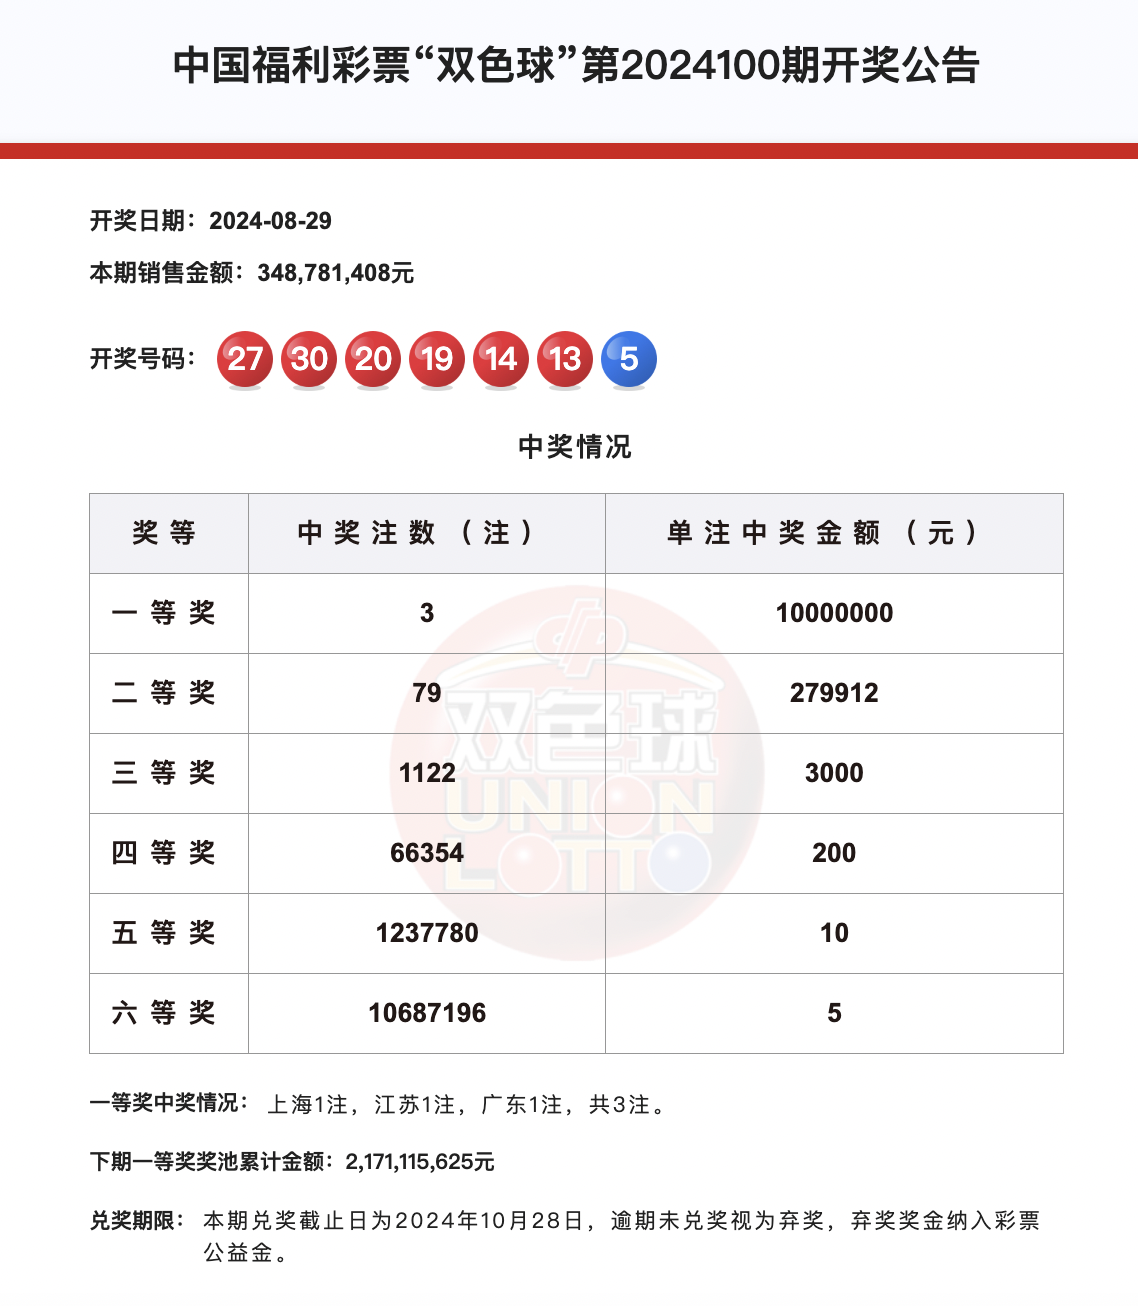 中国福利彩票“双色球”第2024100期开奖公告
开奖日期：2024-08-29
本期销售金额：348,781,408元
开奖号码： 27 30 20 19 14 13 5
中奖情况
奖等 中奖注数（注） 单注中奖金额（元）
一等奖 3 10000000
二等奖 79 279912
三等奖 1122 3000
四等奖 66354 200
五等奖 1237780 10
六等奖 10687196 5
双色球
UNION
LOTTO
一等奖中奖情况： 上海1注，江苏1注，广东1注，共3注。
下期一等奖奖池累计金额：2,171,115,625元
兑奖期限： 本期兑奖截止日为2024年10月28日，逾期未兑奖视为弃奖，弃奖奖金纳入彩票
公益金。